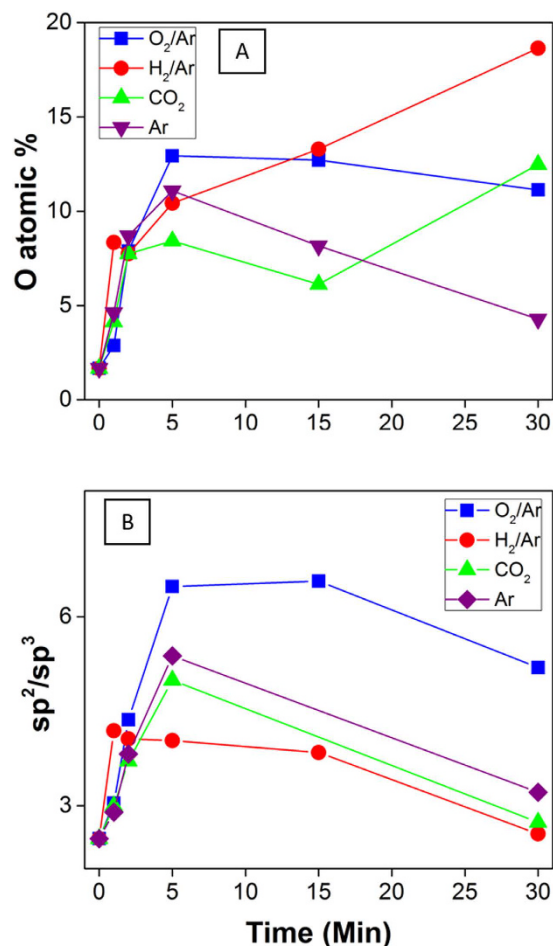 A
O₂/Ar
H₂/Ar
CO₂
Ar
20
15
10
5
0
O atomic %
0 5 10 15 20 25 30
B
O₂/Ar
H₂/Ar
CO₂
Ar
6
3
sp²/sp³
0 5 10 15 20 25 30
Time (Min)